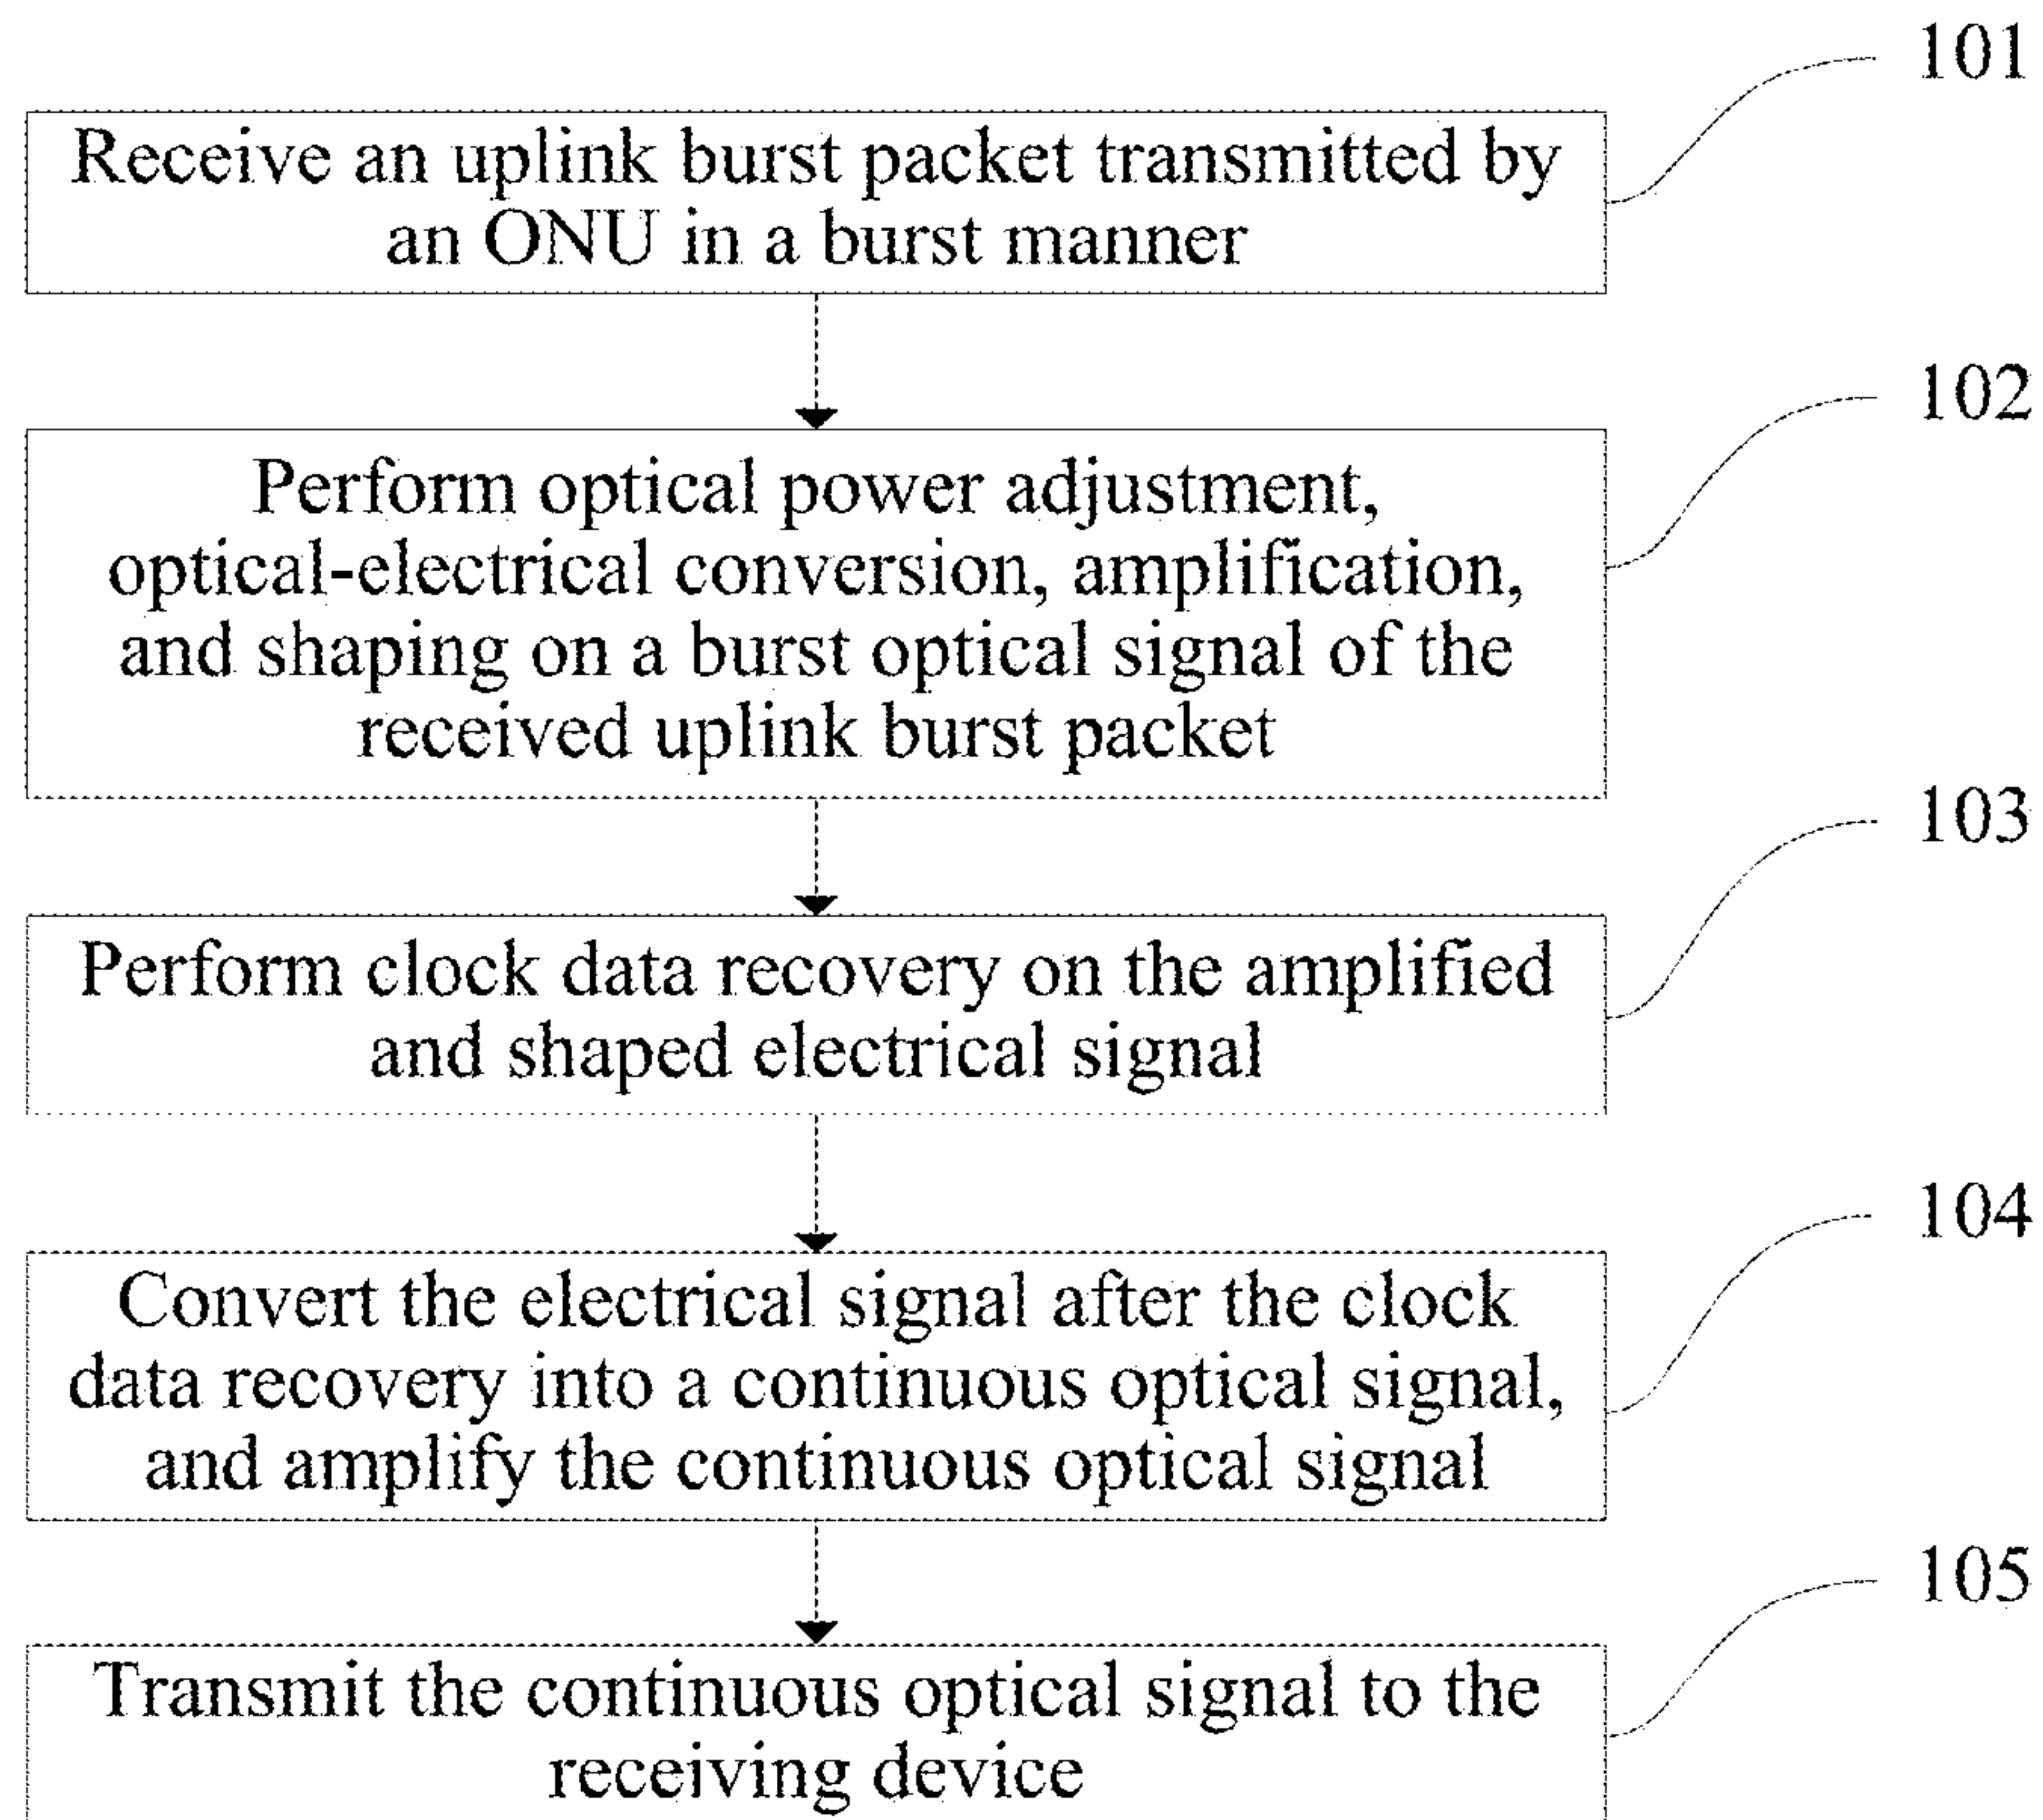 101
Receive an uplink burst packet transmitted by
an ONU in a burst manner
102
Perform optical power adjustment,
optical-electrical conversion, amplification,
and shaping on a burst optical signal of the
received uplink burst packet
103
Perform clock data recovery on the amplified
and shaped electrical signal
104
Convert the electrical signal after the clock
data recovery into a continuous optical signal,
and amplify the continuous optical signal
105
Transmit the continuous optical signal to the
receiving device